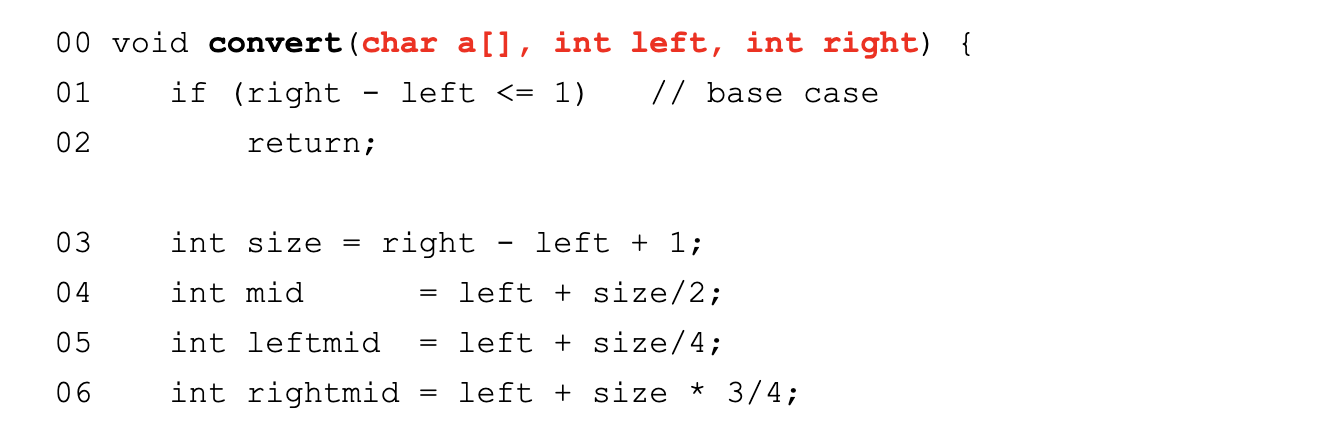 00 void convert(char a[], int left, int right) {
01    if (right - left <= 1)   // base case
02        return;
03    int size = right - left + 1;
04    int mid      = left + size/2;
05    int leftmid  = left + size/4;
06    int rightmid = left + size * 3/4;